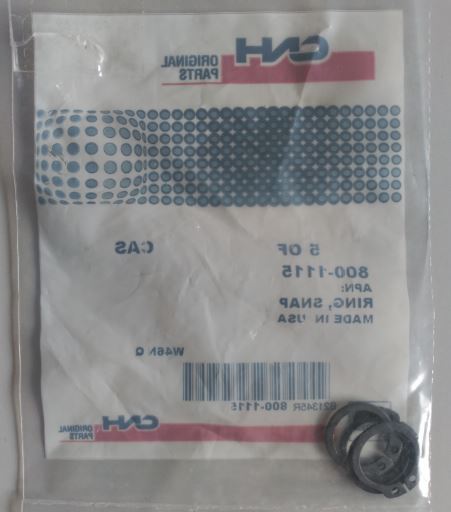 CNH
ORIGINAL
PARTS
5 OF CAS
800-1115
APN:
RING, SNAP
MADE IN USA
W46N Q
821345R 800-1115
CNH
ORIGINAL
PARTS